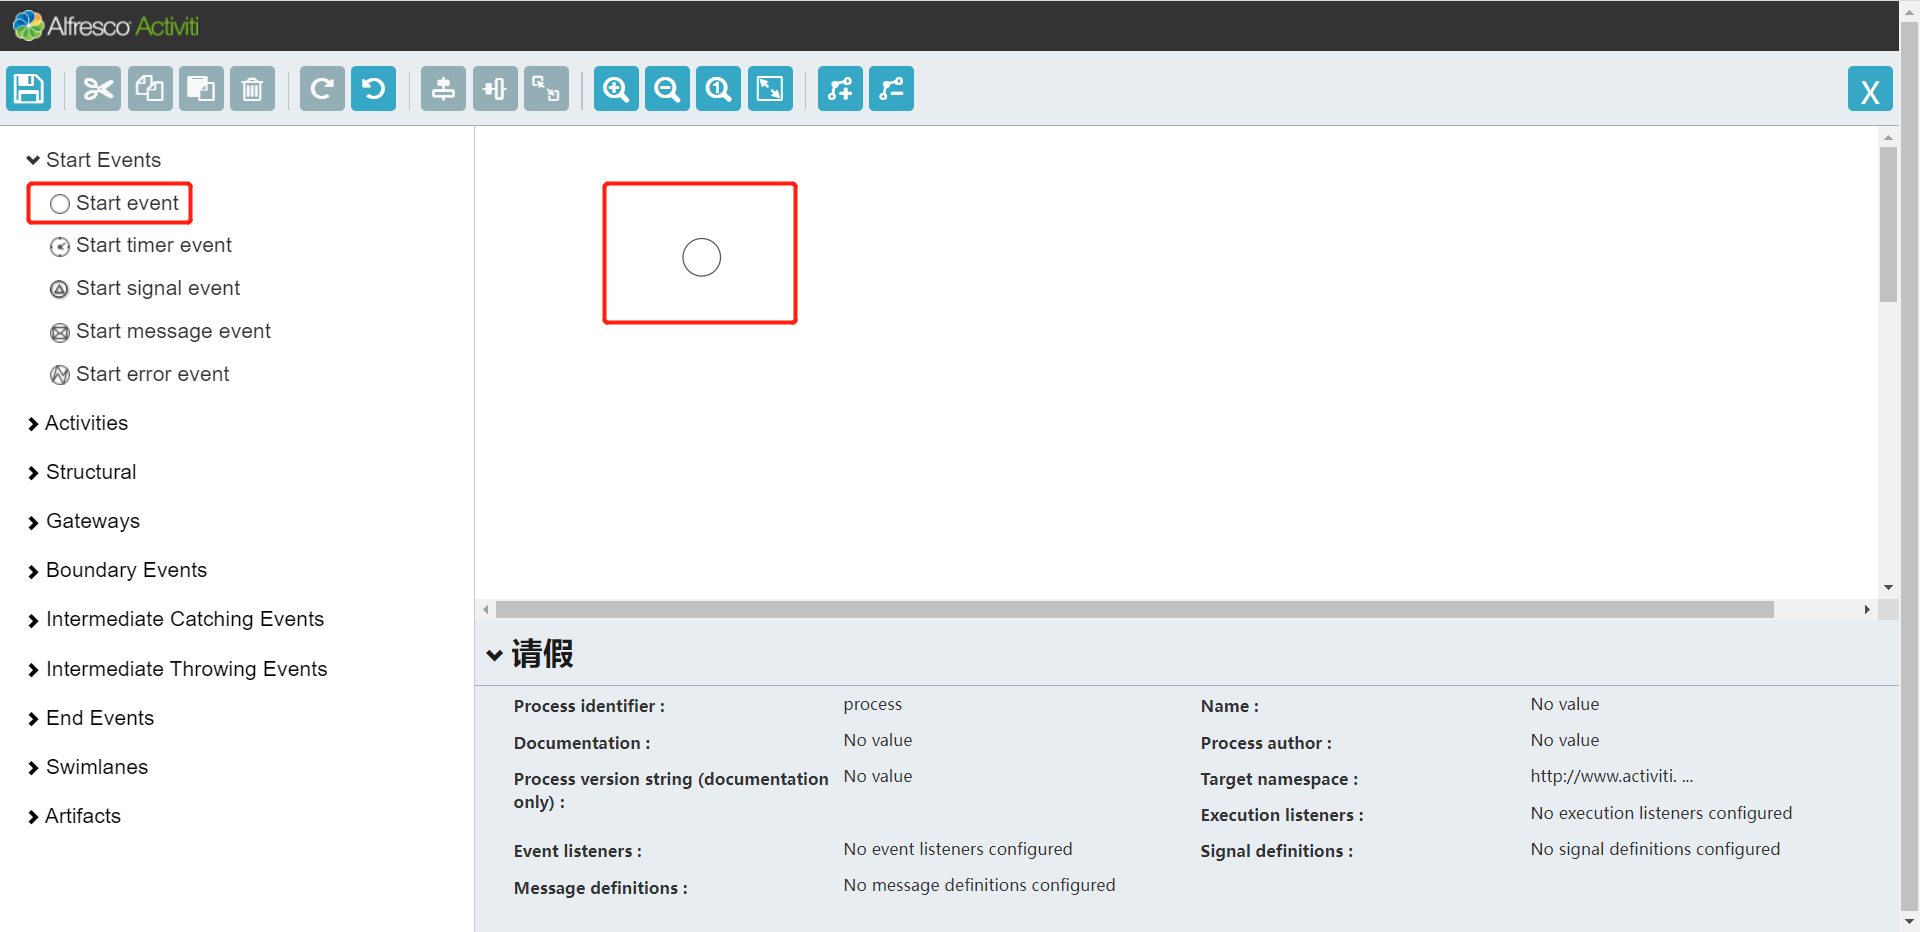 Alfresco Activiti
1
X
Start Events
Start event
Start timer event
Start signal event
Start message event
Start error event
Activities
Structural
Gateways
Boundary Events
Intermediate Catching Events
Intermediate Throwing Events
End Events
Swimlanes
Artifacts
请假
Process identifier : process
Name : No value
Documentation : No value
Process author : No value
Process version string (documentation
only) : No value
Target namespace : http://www.activiti. ...
Execution listeners : No execution listeners configured
Event listeners : No event listeners configured
Signal definitions : No signal definitions configured
Message definitions : No message definitions configured